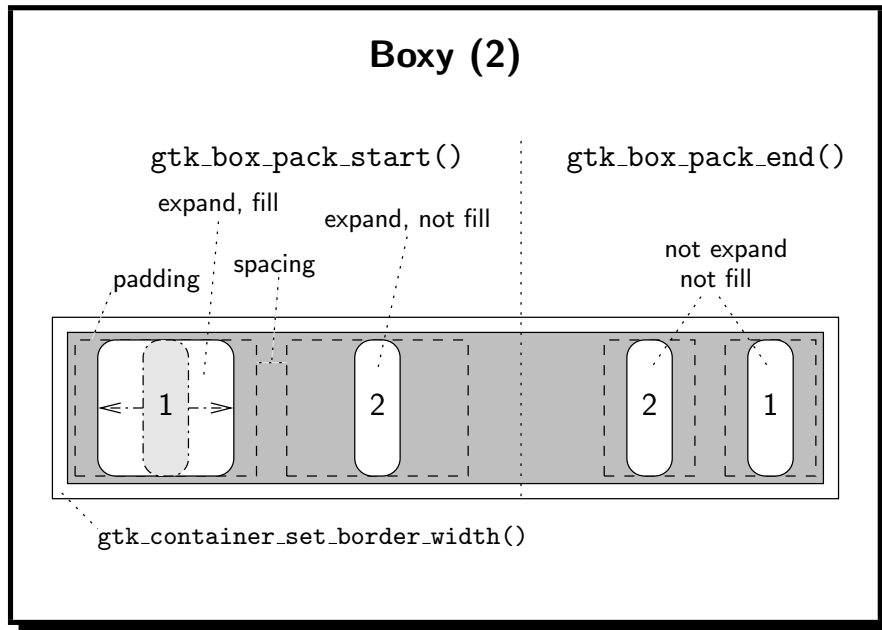 Boxy (2)
gtk_box_pack_start()
gtk_box_pack_end()
expand, fill
expand, not fill
padding
spacing
not expand
not fill
1
2
2
1
gtk_container_set_border_width()